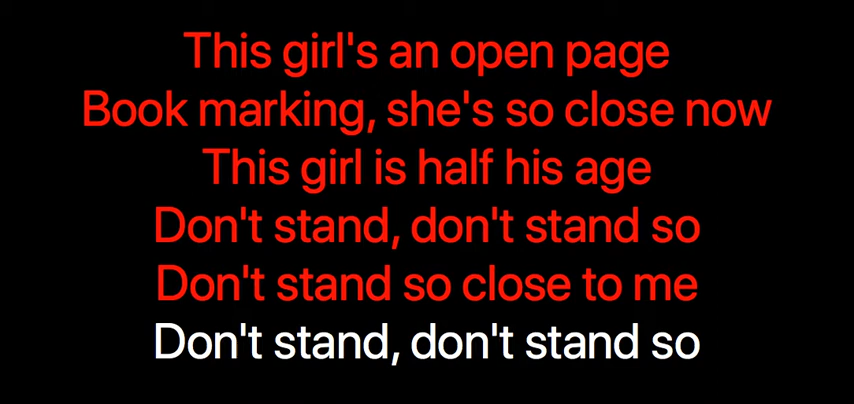 This girl's an open page
Book marking, she's so close now
This girl is half his age
Don't stand, don't stand so
Don't stand so close to me
Don't stand, don't stand so